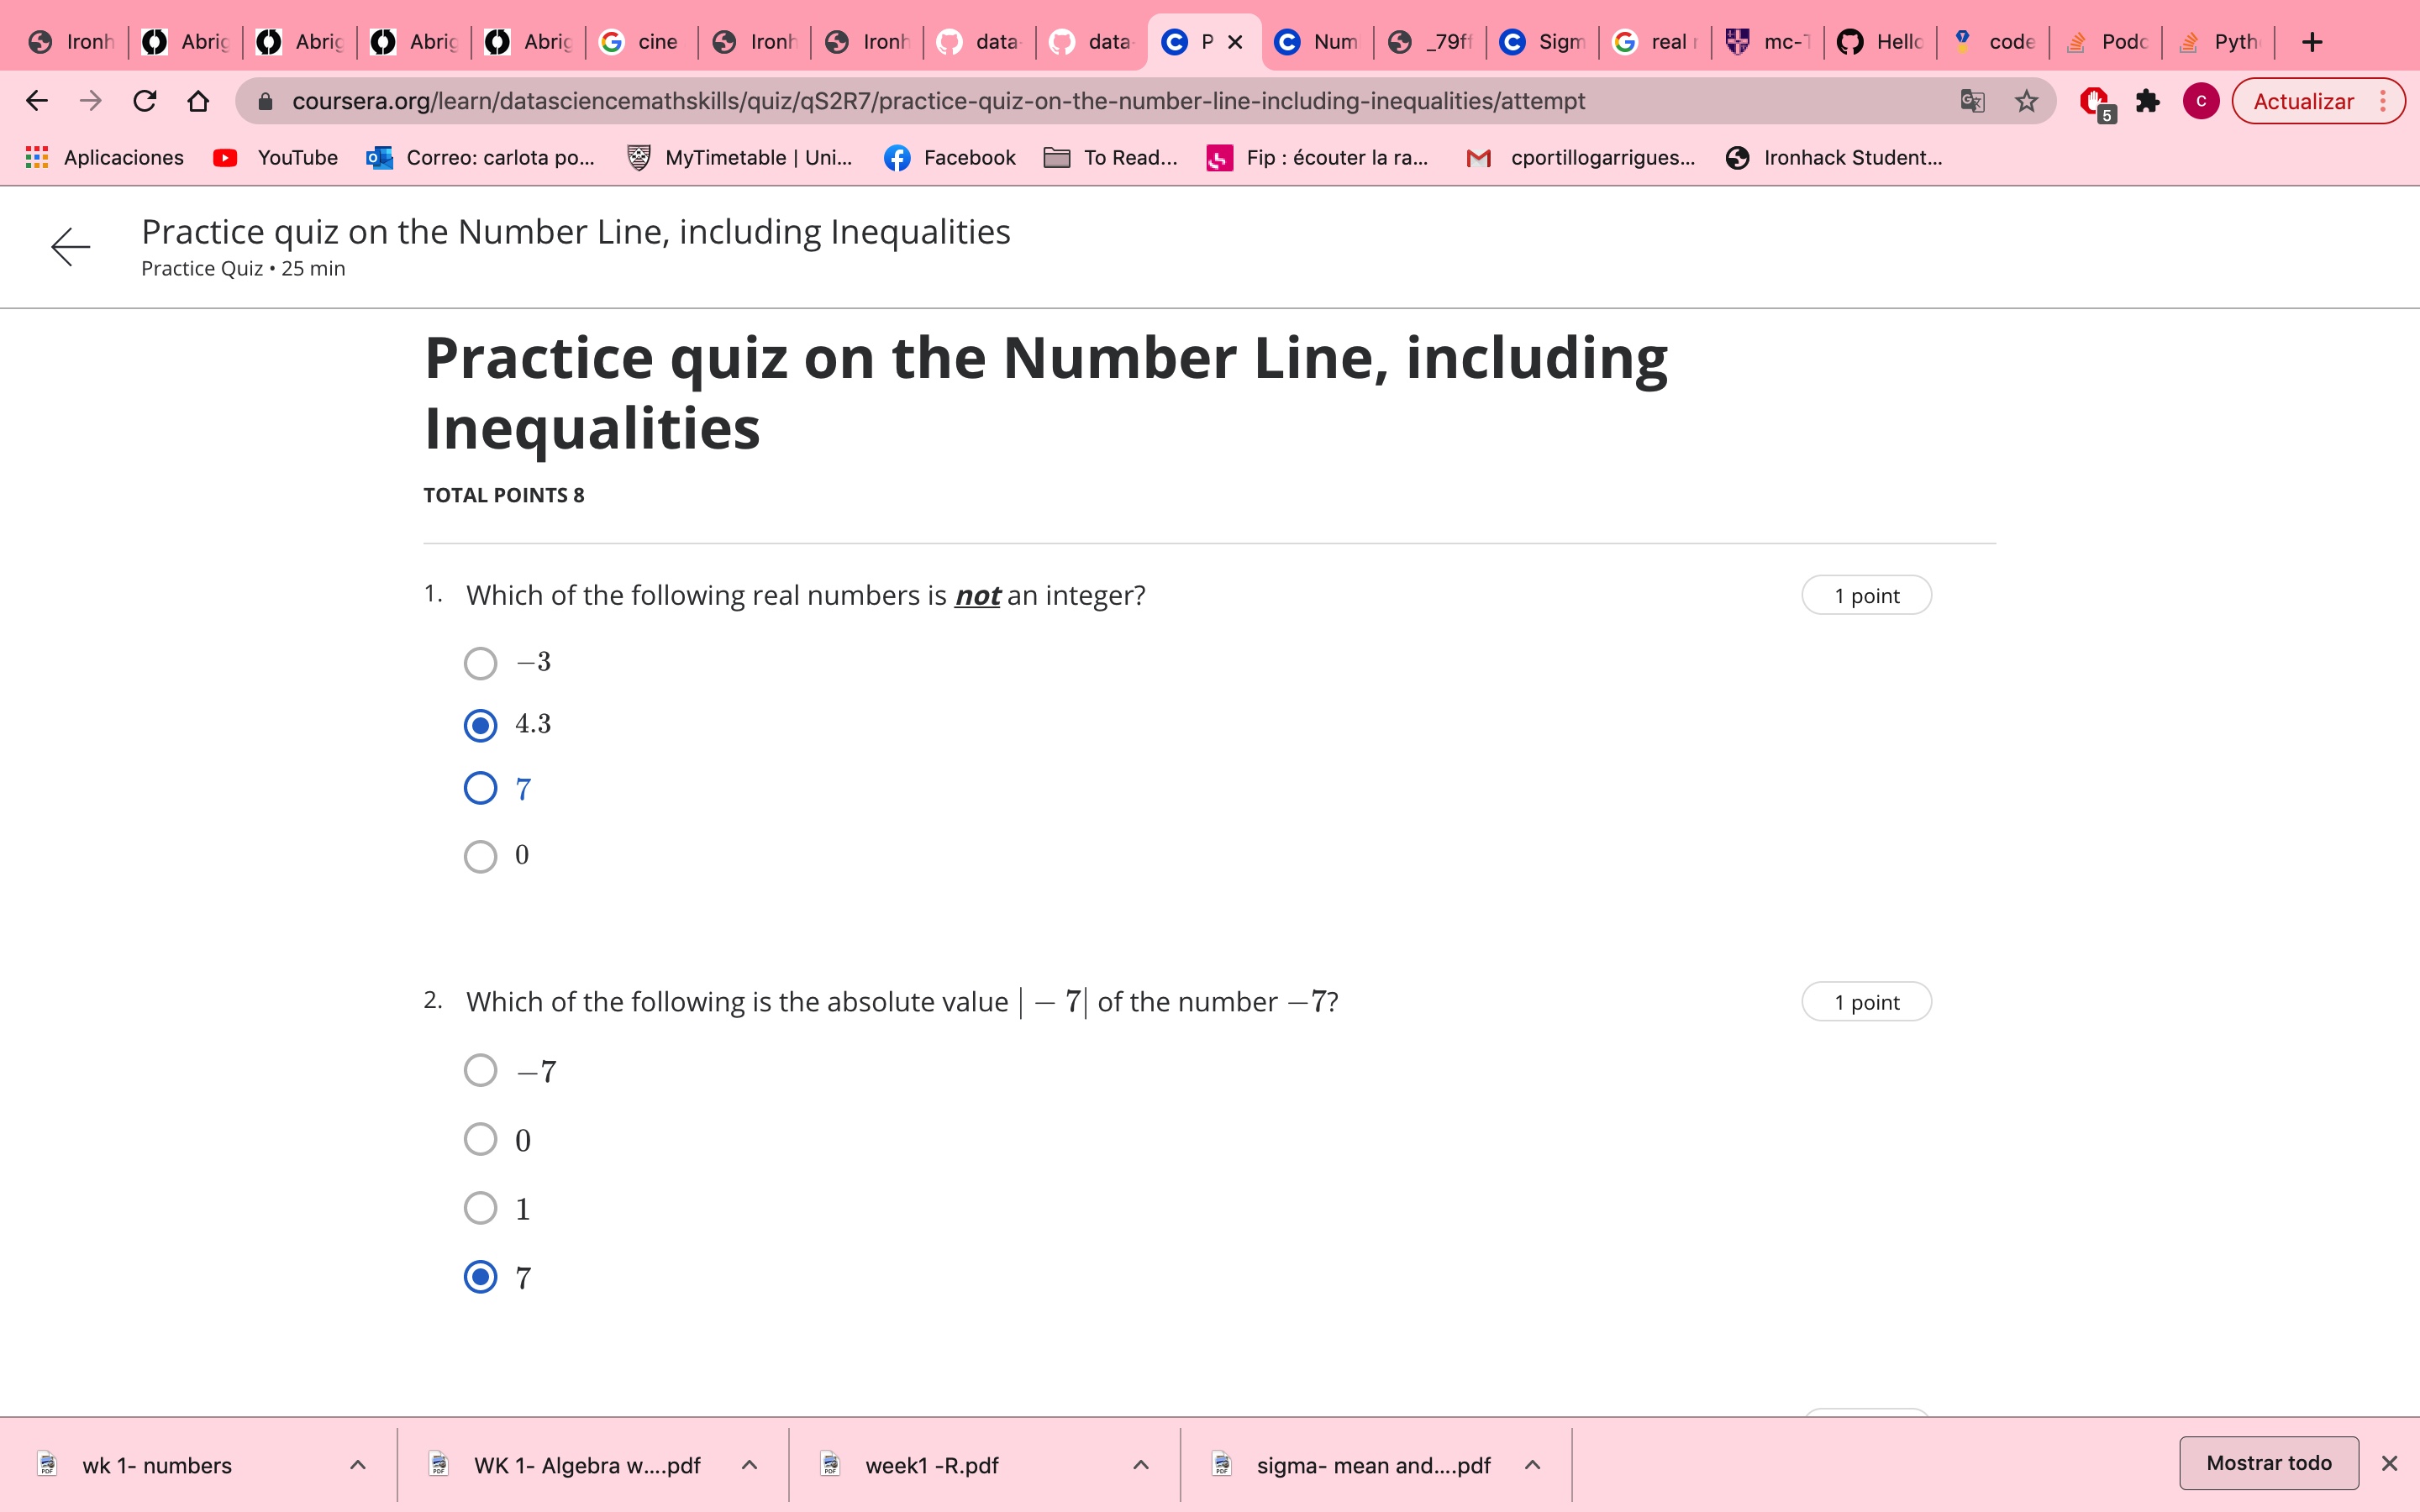 Ironh Abrig Abrig Abrig Abrig cine Ironh Ironh data data- P Num _79ff Sigm real mc-T Hello code Podc Pyth
coursera.org/learn/datasciencemathskills/quiz/qS2R7/practice-quiz-on-the-number-line-including-inequalities/attempt 5 C Actualizar
Aplicaciones YouTube Correo: carlota po... MyTimetable | Uni... Facebook To Read... Fip : écouter la ra... cportillogarrigues... Ironhack Student...
Practice quiz on the Number Line, including Inequalities
Practice Quiz • 25 min
Practice quiz on the Number Line, including
Inequalities
TOTAL POINTS 8
1. Which of the following real numbers is not an integer? 1 point
−3
4.3
7
0
2. Which of the following is the absolute value | − 7| of the number −7? 1 point
−7
0
1
7
wk 1- numbers WK 1- Algebra w....pdf week1 -R.pdf sigma- mean and....pdf Mostrar todo